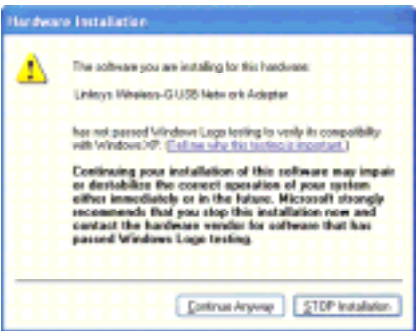 Hardware Installation
The software you are installing for this hardware:
Linksys Wireless-G USB Network Adapter
has not passed Windows Logo testing to verify its compatibility
with Windows XP. (Tell me why this testing is important.)
Continuing your installation of this software may impair
or destabilize the correct operation of your system
either immediately or in the future. Microsoft strongly
recommends that you stop this installation now and
contact the hardware vendor for software that has
passed Windows Logo testing.
Continue Anyway
STOP Installation